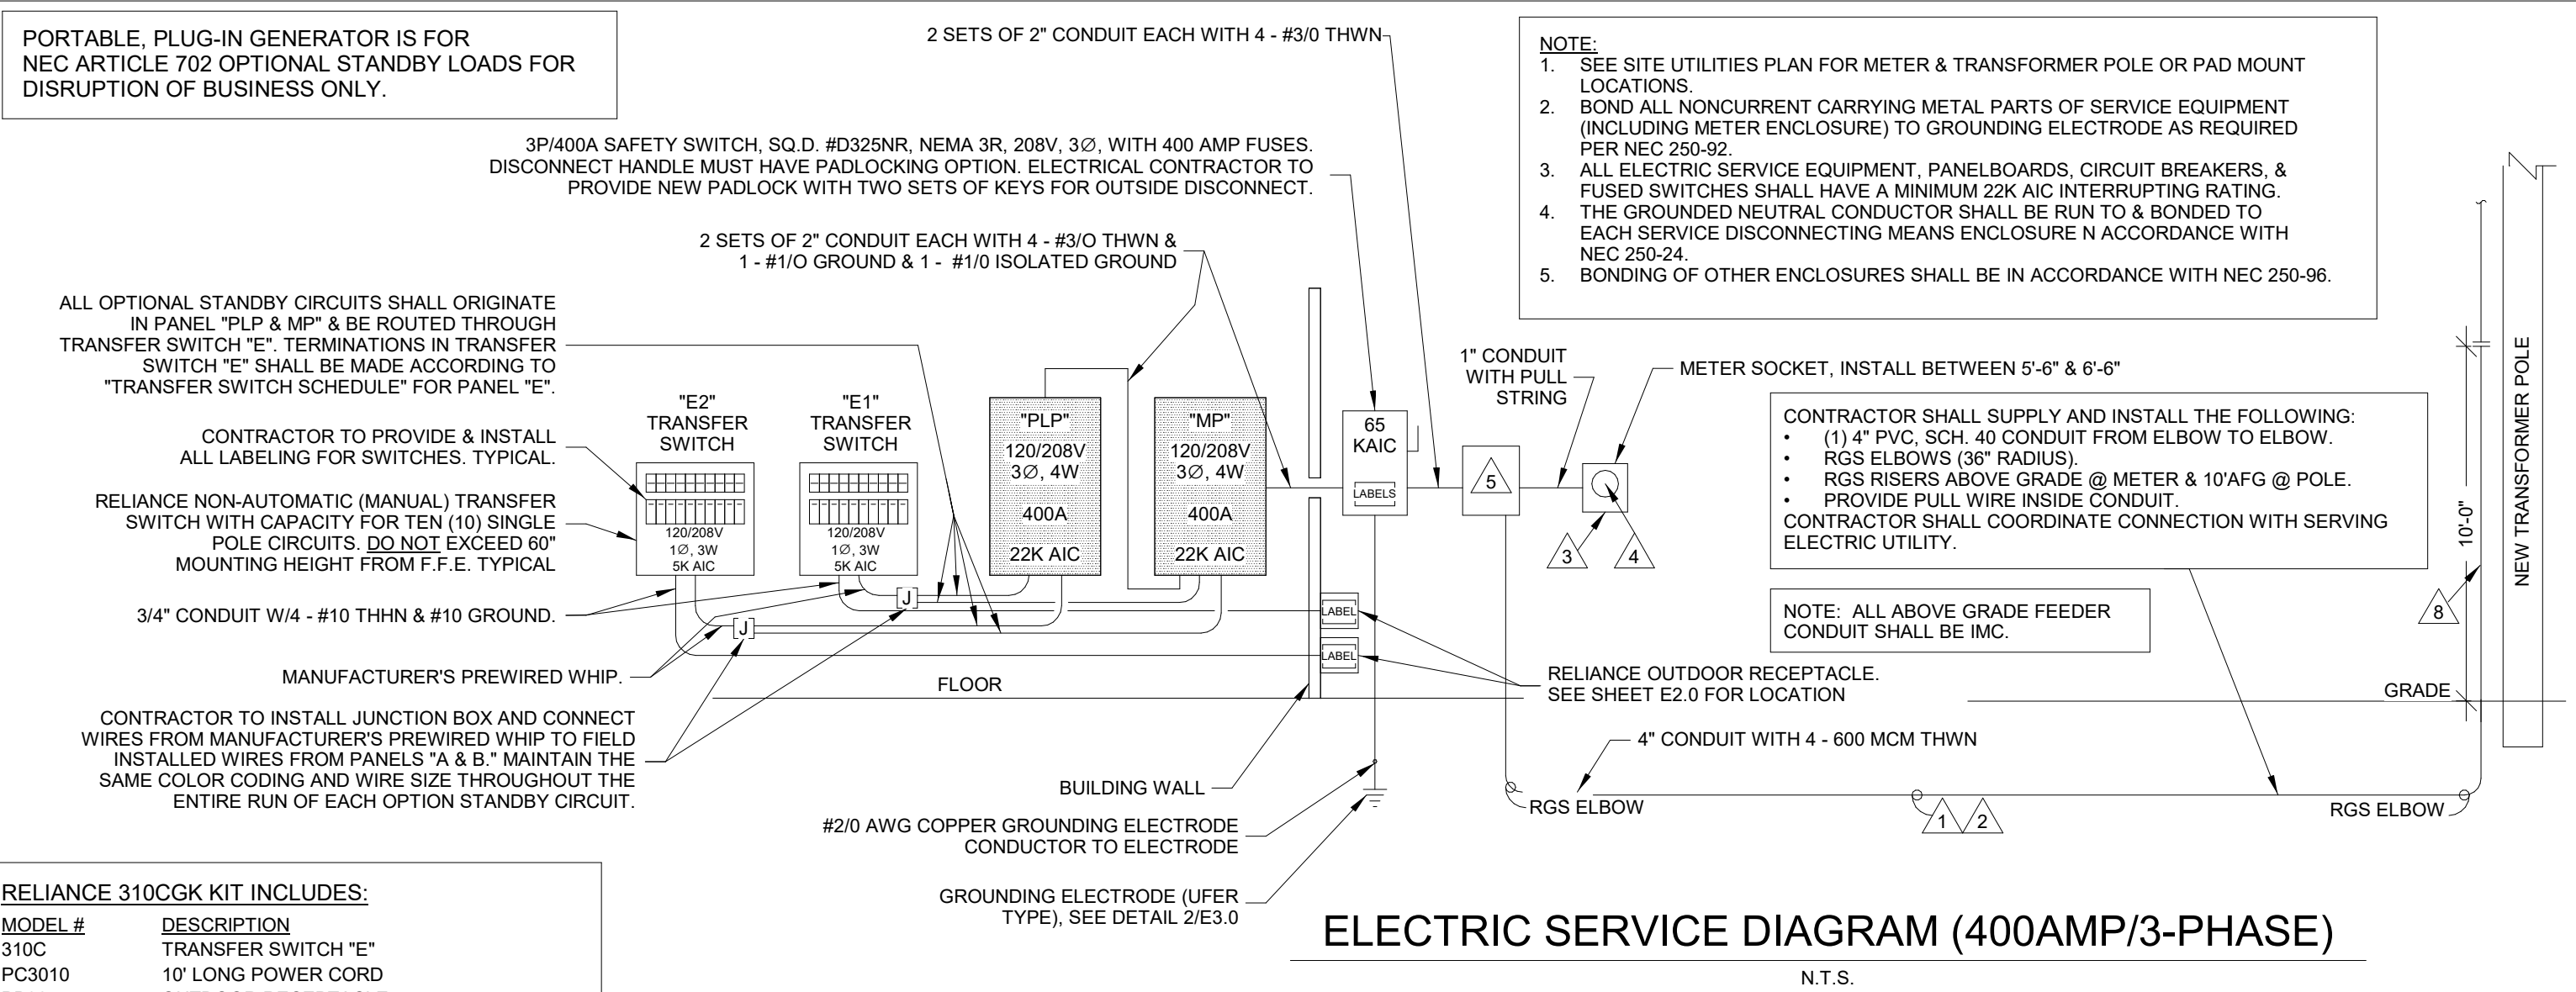 PORTABLE, PLUG-IN GENERATOR IS FOR
NEC ARTICLE 702 OPTIONAL STANDBY LOADS FOR
DISRUPTION OF BUSINESS ONLY.
2 SETS OF 2" CONDUIT EACH WITH 4 - #3/0 THWN
3P/400A SAFETY SWITCH, SQ.D. #D325NR, NEMA 3R, 208V, 3Ø, WITH 400 AMP FUSES.
DISCONNECT HANDLE MUST HAVE PADLOCKING OPTION. ELECTRICAL CONTRACTOR TO
PROVIDE NEW PADLOCK WITH TWO SETS OF KEYS FOR OUTSIDE DISCONNECT.
2 SETS OF 2" CONDUIT EACH WITH 4 - #3/O THWN &
1 - #1/O GROUND & 1 - #1/0 ISOLATED GROUND
NOTE:
1. SEE SITE UTILITIES PLAN FOR METER & TRANSFORMER POLE OR PAD MOUNT
LOCATIONS.
2. BOND ALL NONCURRENT CARRYING METAL PARTS OF SERVICE EQUIPMENT
(INCLUDING METER ENCLOSURE) TO GROUNDING ELECTRODE AS REQUIRED
PER NEC 250-92.
3. ALL ELECTRIC SERVICE EQUIPMENT, PANELBOARDS, CIRCUIT BREAKERS, &
FUSED SWITCHES SHALL HAVE A MINIMUM 22K AIC INTERRUPTING RATING.
4. THE GROUNDED NEUTRAL CONDUCTOR SHALL BE RUN TO & BONDED TO
EACH SERVICE DISCONNECTING MEANS ENCLOSURE N ACCORDANCE WITH
NEC 250-24.
5. BONDING OF OTHER ENCLOSURES SHALL BE IN ACCORDANCE WITH NEC 250-96.
ALL OPTIONAL STANDBY CIRCUITS SHALL ORIGINATE
IN PANEL "PLP & MP" & BE ROUTED THROUGH
TRANSFER SWITCH "E". TERMINATIONS IN TRANSFER
SWITCH "E" SHALL BE MADE ACCORDING TO
"TRANSFER SWITCH SCHEDULE" FOR PANEL "E".
CONTRACTOR TO PROVIDE & INSTALL
ALL LABELING FOR SWITCHES. TYPICAL.
RELIANCE NON-AUTOMATIC (MANUAL) TRANSFER
SWITCH WITH CAPACITY FOR TEN (10) SINGLE
POLE CIRCUITS. DO NOT EXCEED 60"
MOUNTING HEIGHT FROM F.F.E. TYPICAL
3/4" CONDUIT W/4 - #10 THHN & #10 GROUND.
MANUFACTURER'S PREWIRED WHIP.
CONTRACTOR TO INSTALL JUNCTION BOX AND CONNECT
WIRES FROM MANUFACTURER'S PREWIRED WHIP TO FIELD
INSTALLED WIRES FROM PANELS "A & B." MAINTAIN THE
SAME COLOR CODING AND WIRE SIZE THROUGHOUT THE
ENTIRE RUN OF EACH OPTION STANDBY CIRCUIT.
"E2"
TRANSFER
SWITCH
120/208V
1Ø, 3W
5K AIC
"E1"
TRANSFER
SWITCH
120/208V
1Ø, 3W
5K AIC
"PLP"
120/208V
3Ø, 4W
400A
22K AIC
"MP"
120/208V
3Ø, 4W
400A
22K AIC
J
J
65
KAIC
LABELS
LABEL
LABEL
1" CONDUIT
WITH PULL
STRING
5
METER SOCKET, INSTALL BETWEEN 5'-6" & 6'-6"
3
4
CONTRACTOR SHALL SUPPLY AND INSTALL THE FOLLOWING:
• (1) 4" PVC, SCH. 40 CONDUIT FROM ELBOW TO ELBOW.
• RGS ELBOWS (36" RADIUS).
• RGS RISERS ABOVE GRADE @ METER & 10'AFG @ POLE.
• PROVIDE PULL WIRE INSIDE CONDUIT.
CONTRACTOR SHALL COORDINATE CONNECTION WITH SERVING
ELECTRIC UTILITY.
NOTE: ALL ABOVE GRADE FEEDER
CONDUIT SHALL BE IMC.
10'-0"
NEW TRANSFORMER POLE
8
FLOOR
RELIANCE OUTDOOR RECEPTACLE.
SEE SHEET E2.0 FOR LOCATION
GRADE
4" CONDUIT WITH 4 - 600 MCM THWN
BUILDING WALL
RGS ELBOW
1
2
RGS ELBOW
#2/0 AWG COPPER GROUNDING ELECTRODE
CONDUCTOR TO ELECTRODE
GROUNDING ELECTRODE (UFER
TYPE), SEE DETAIL 2/E3.0
RELIANCE 310CGK KIT INCLUDES:
MODEL # DESCRIPTION
310C TRANSFER SWITCH "E"
PC3010 10' LONG POWER CORD
ELECTRIC SERVICE DIAGRAM (400AMP/3-PHASE)
N.T.S.